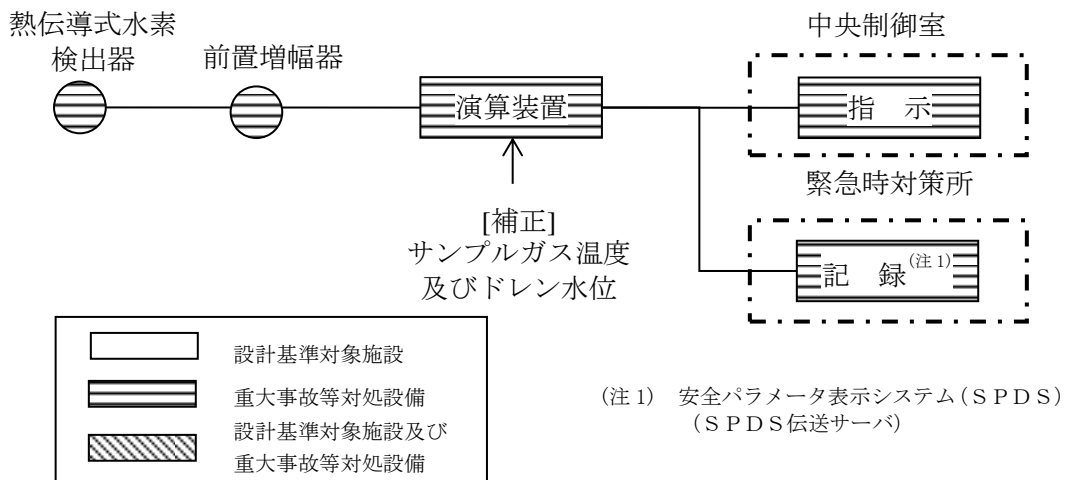 熱伝導式水素
検出器
前置増幅器
演算装置
[補正]
サンプルガス温度
及びドレン水位
中央制御室
指　示
緊急時対策所
記　録(注1)
設計基準対象施設
重大事故等対処設備
設計基準対象施設及び
重大事故等対処設備
(注1)　安全パラメータ表示システム(ＳＰＤＳ)
(ＳＰＤＳ伝送サーバ)